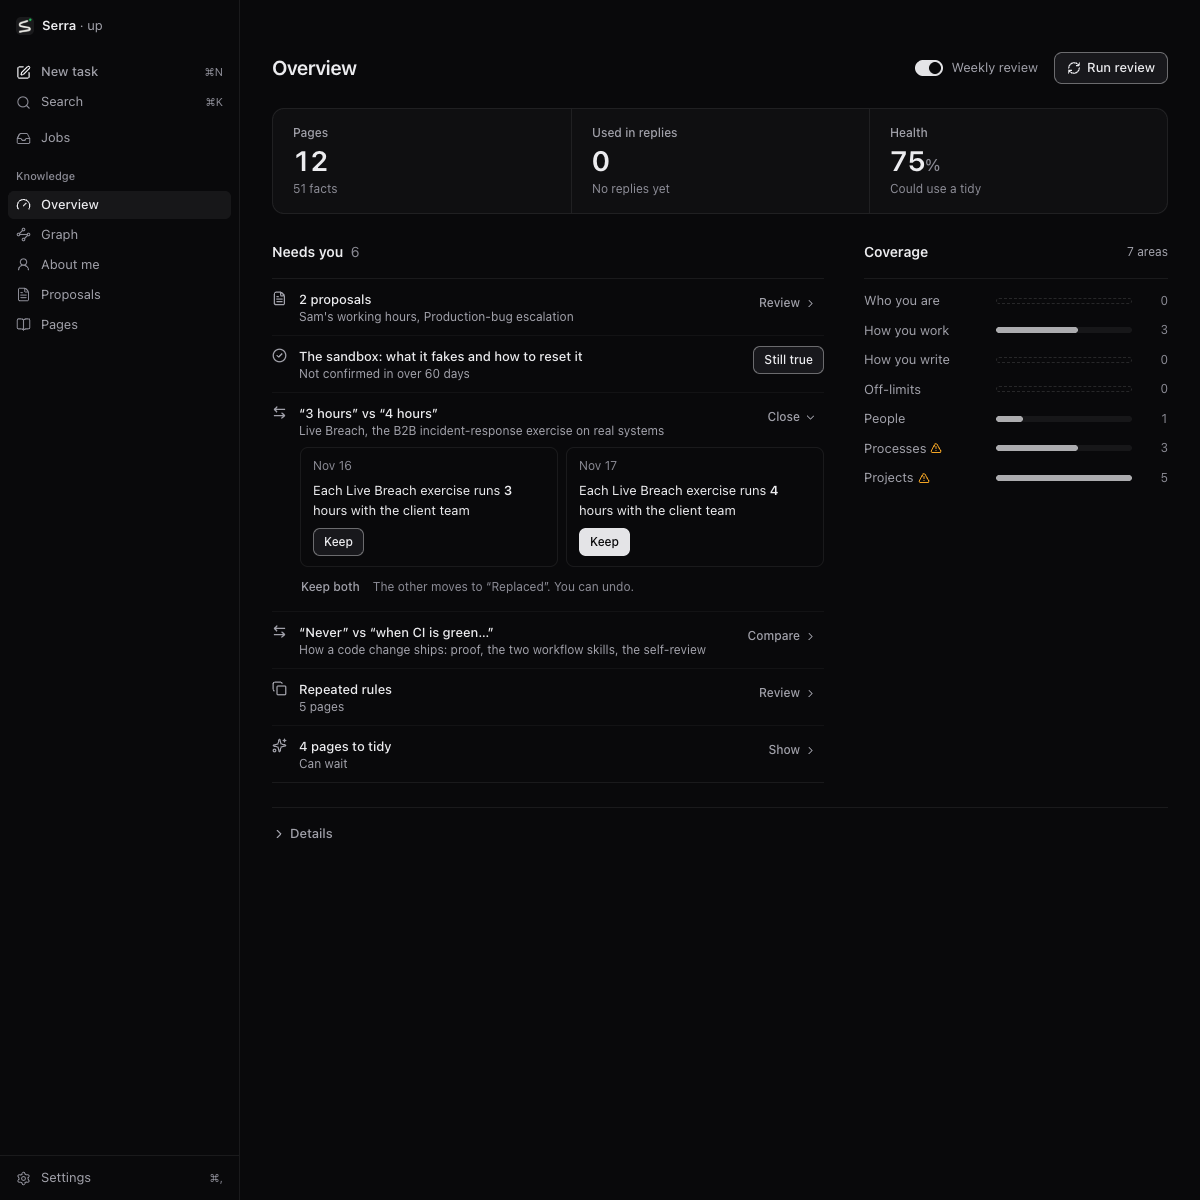 Serra · up
New task ⌘N
Search ⌘K
Jobs
Knowledge
Overview
Graph
About me
Proposals
Pages
Settings ⌘,
Overview
Weekly review
Run review
Pages
12
51 facts
Used in replies
0
No replies yet
Health
75%
Could use a tidy
Needs you 6
2 proposals
Sam's working hours, Production-bug escalation
Review
The sandbox: what it fakes and how to reset it
Not confirmed in over 60 days
Still true
“3 hours” vs “4 hours”
Live Breach, the B2B incident-response exercise on real systems
Close
Nov 16
Each Live Breach exercise runs 3
hours with the client team
Keep
Nov 17
Each Live Breach exercise runs 4
hours with the client team
Keep
Keep both The other moves to “Replaced”. You can undo.
“Never” vs “when CI is green…”
How a code change ships: proof, the two workflow skills, the self-review
Compare
Repeated rules
5 pages
Review
4 pages to tidy
Can wait
Show
Coverage 7 areas
Who you are 0
How you work 3
How you write 0
Off-limits 0
People 1
Processes 3
Projects 5
Details